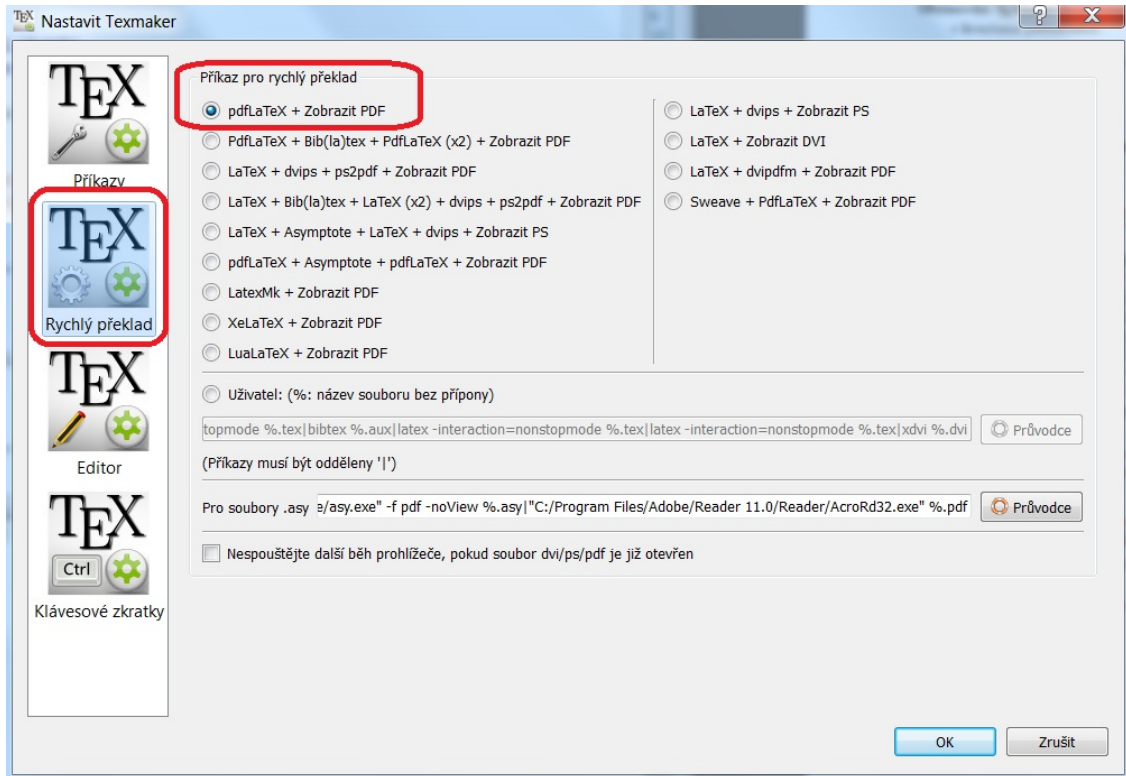 Nastavit Texmaker
TEX
Příkazy
TEX
Rychlý překlad
TEX
Editor
TEX
Ctrl
Klávesové zkratky
Příkaz pro rychlý překlad
pdfLaTeX + Zobrazit PDF
PdfLaTeX + Bib(la)tex + PdfLaTeX (x2) + Zobrazit PDF
LaTeX + dvips + ps2pdf + Zobrazit PDF
LaTeX + Bib(la)tex + LaTeX (x2) + dvips + ps2pdf + Zobrazit PDF
LaTeX + Asymptote + LaTeX + dvips + Zobrazit PS
pdfLaTeX + Asymptote + pdfLaTeX + Zobrazit PDF
LatexMk + Zobrazit PDF
XeLaTeX + Zobrazit PDF
LuaLaTeX + Zobrazit PDF
LaTeX + dvips + Zobrazit PS
LaTeX + Zobrazit DVI
LaTeX + dvipdfm + Zobrazit PDF
Sweave + PdfLaTeX + Zobrazit PDF
Uživatel: (%: název souboru bez přípony)
topmode %.tex|bibtex %.aux|latex -interaction=nonstopmode %.tex|latex -interaction=nonstopmode %.tex|xdvi %.dvi Průvodce
(Příkazy musí být odděleny '|')
Pro soubory .asy e/asy.exe" -f pdf -noView %.asy|"C:/Program Files/Adobe/Reader 11.0/Reader/AcroRd32.exe" %.pdf Průvodce
Nespouštějte další běh prohlížeče, pokud soubor dvi/ps/pdf je již otevřen
OK Zrušit